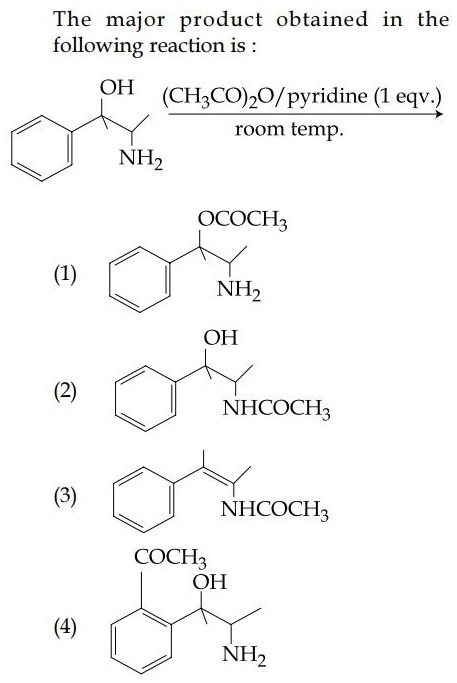 The major product obtained in the
following reaction is :
OH
(CH₃CO)₂O/pyridine (1 eqv.)
room temp.
NH₂
OCOCH₃
(1)
NH₂
OH
(2)
NHCOCH₃
(3)
NHCOCH₃
COCH₃
OH
(4)
NH₂